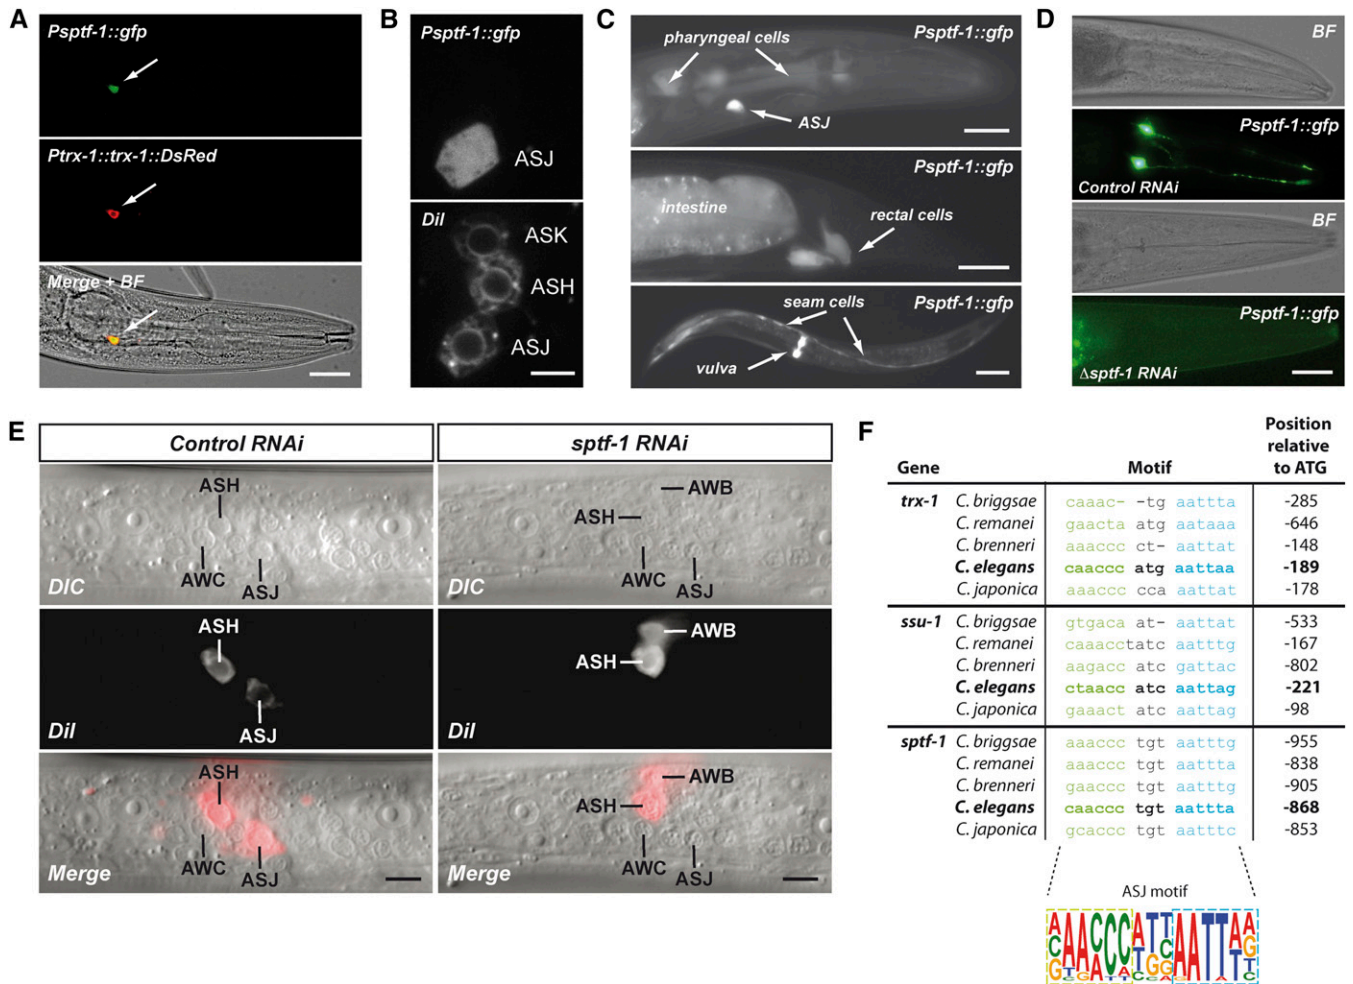 A
Psptf-1::gfp
Ptrx-1::trx-1::DsRed
Merge + BF
B
Psptf-1::gfp
ASJ
DiI
ASK
ASH
ASJ
C
Psptf-1::gfp
pharyngeal cells
ASJ
Psptf-1::gfp
intestine
rectal cells
Psptf-1::gfp
seam cells
vulva
D
BF
Psptf-1::gfp
Control RNAi
BF
Psptf-1::gfp
Δsptf-1 RNAi
E
Control RNAi
sptf-1 RNAi
ASH
AWC
ASJ
DIC
AWB
ASH
AWC
ASJ
DIC
ASH
ASJ
DiI
AWB
ASH
DiI
ASH
AWC
ASJ
Merge
AWB
ASH
AWC
ASJ
Merge
F
Gene Motif Position relative to ATG
trx-1 C. briggsae caaac- -tg aattta -285
C. remanei gaacta atg aataaa -646
C. brenneri aaaccc ct- aattat -148
C. elegans caaccc atg aattaa -189
C. japonica aaaccc cca aattat -178
ssu-1 C. briggsae gtgaca at- aattat -533
C. remanei caaacctatc aatttg -167
C. brenneri aagacc atc gattac -802
C. elegans ctaacc atc aattag -221
C. japonica gaaact atc aattag -98
sptf-1 C. briggsae aaaccc tgt aatttg -955
C. remanei aaaccc tgt aattta -838
C. brenneri gaaccc tgt aatttg -905
C. elegans caaccc tgt aattta -868
C. japonica gcaccc tgt aatttc -853
ASJ motif